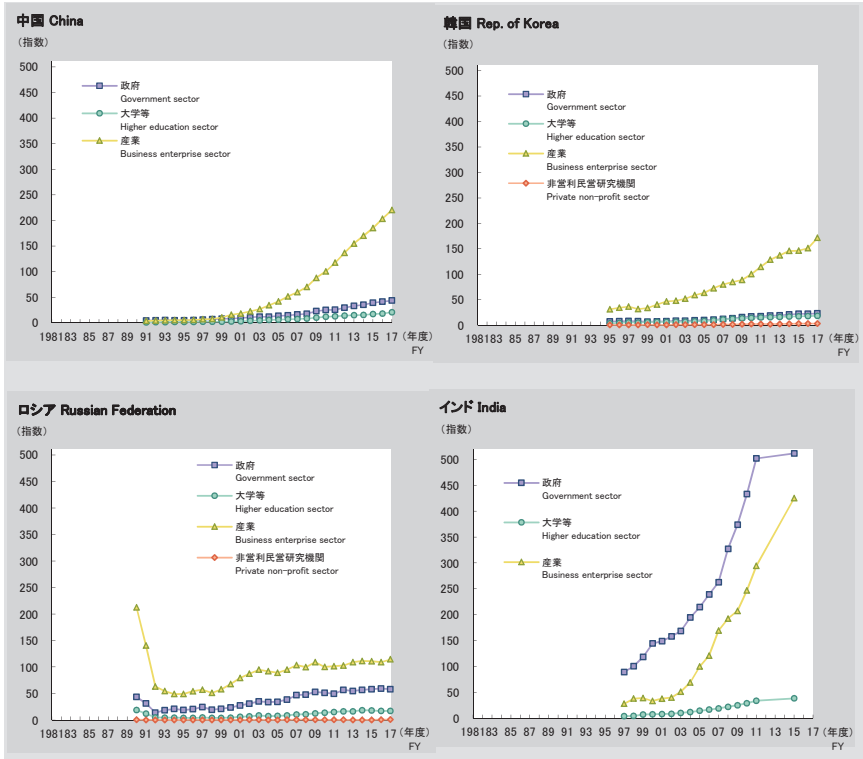 中国 China
（指数）
500
450
400
350
300
250
200
150
100
50
0
政府
Government sector
大学等
Higher education sector
産業
Business enterprise sector
198183 85 87 89 91 93 95 97 99 01 03 05 07 09 11 13 15 17 (年度)
FY
韓国 Rep. of Korea
（指数）
500
450
400
350
300
250
200
150
100
50
0
政府
Government sector
大学等
Higher education sector
産業
Business enterprise sector
非営利民営研究機関
Private non-profit sector
198183 85 87 89 91 93 95 97 99 01 03 05 07 09 11 13 15 17 (年度)
FY
ロシア Russian Federation
（指数）
500
450
400
350
300
250
200
150
100
50
0
政府
Government sector
大学等
Higher education sector
産業
Business enterprise sector
非営利民営研究機関
Private non-profit sector
198183 85 87 89 91 93 95 97 99 01 03 05 07 09 11 13 15 17 (年度)
FY
インド India
（指数）
500
450
400
350
300
250
200
150
100
50
0
政府
Government sector
大学等
Higher education sector
産業
Business enterprise sector
198183 85 87 89 91 93 95 97 99 01 03 05 07 09 11 13 15 17 (年度)
FY